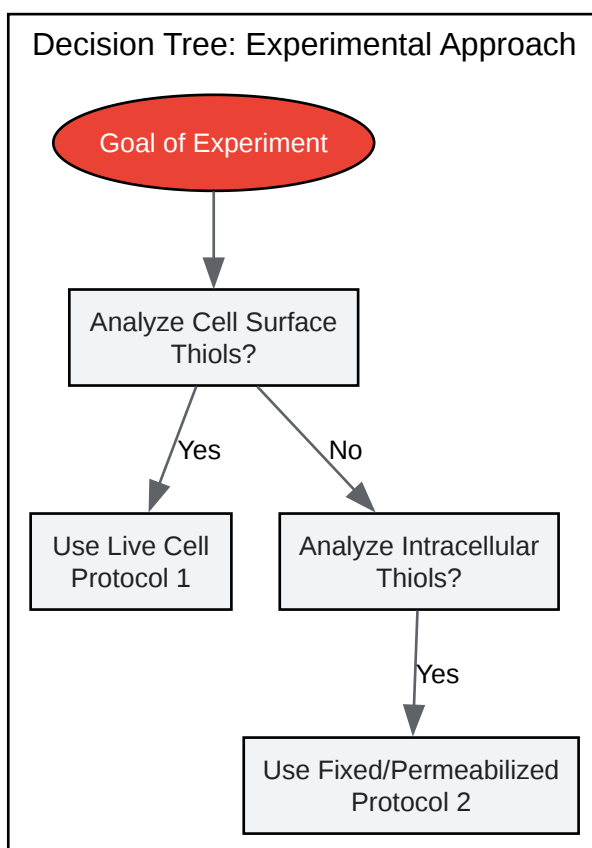 Decision Tree: Experimental Approach
Goal of Experiment
Analyze Cell Surface
Thiols?
Yes
No
Use Live Cell
Protocol 1
Analyze Intracellular
Thiols?
Yes
Use Fixed/Permeabilized
Protocol 2